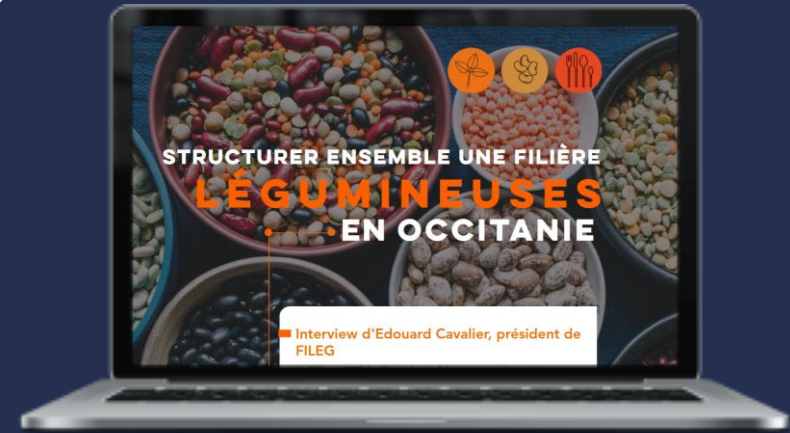 STRUCTURER ENSEMBLE UNE FILIÈRE
LÉGUMINEUSES
EN OCCITANIE
Interview d'Edouard Cavalier, président de
FILEG